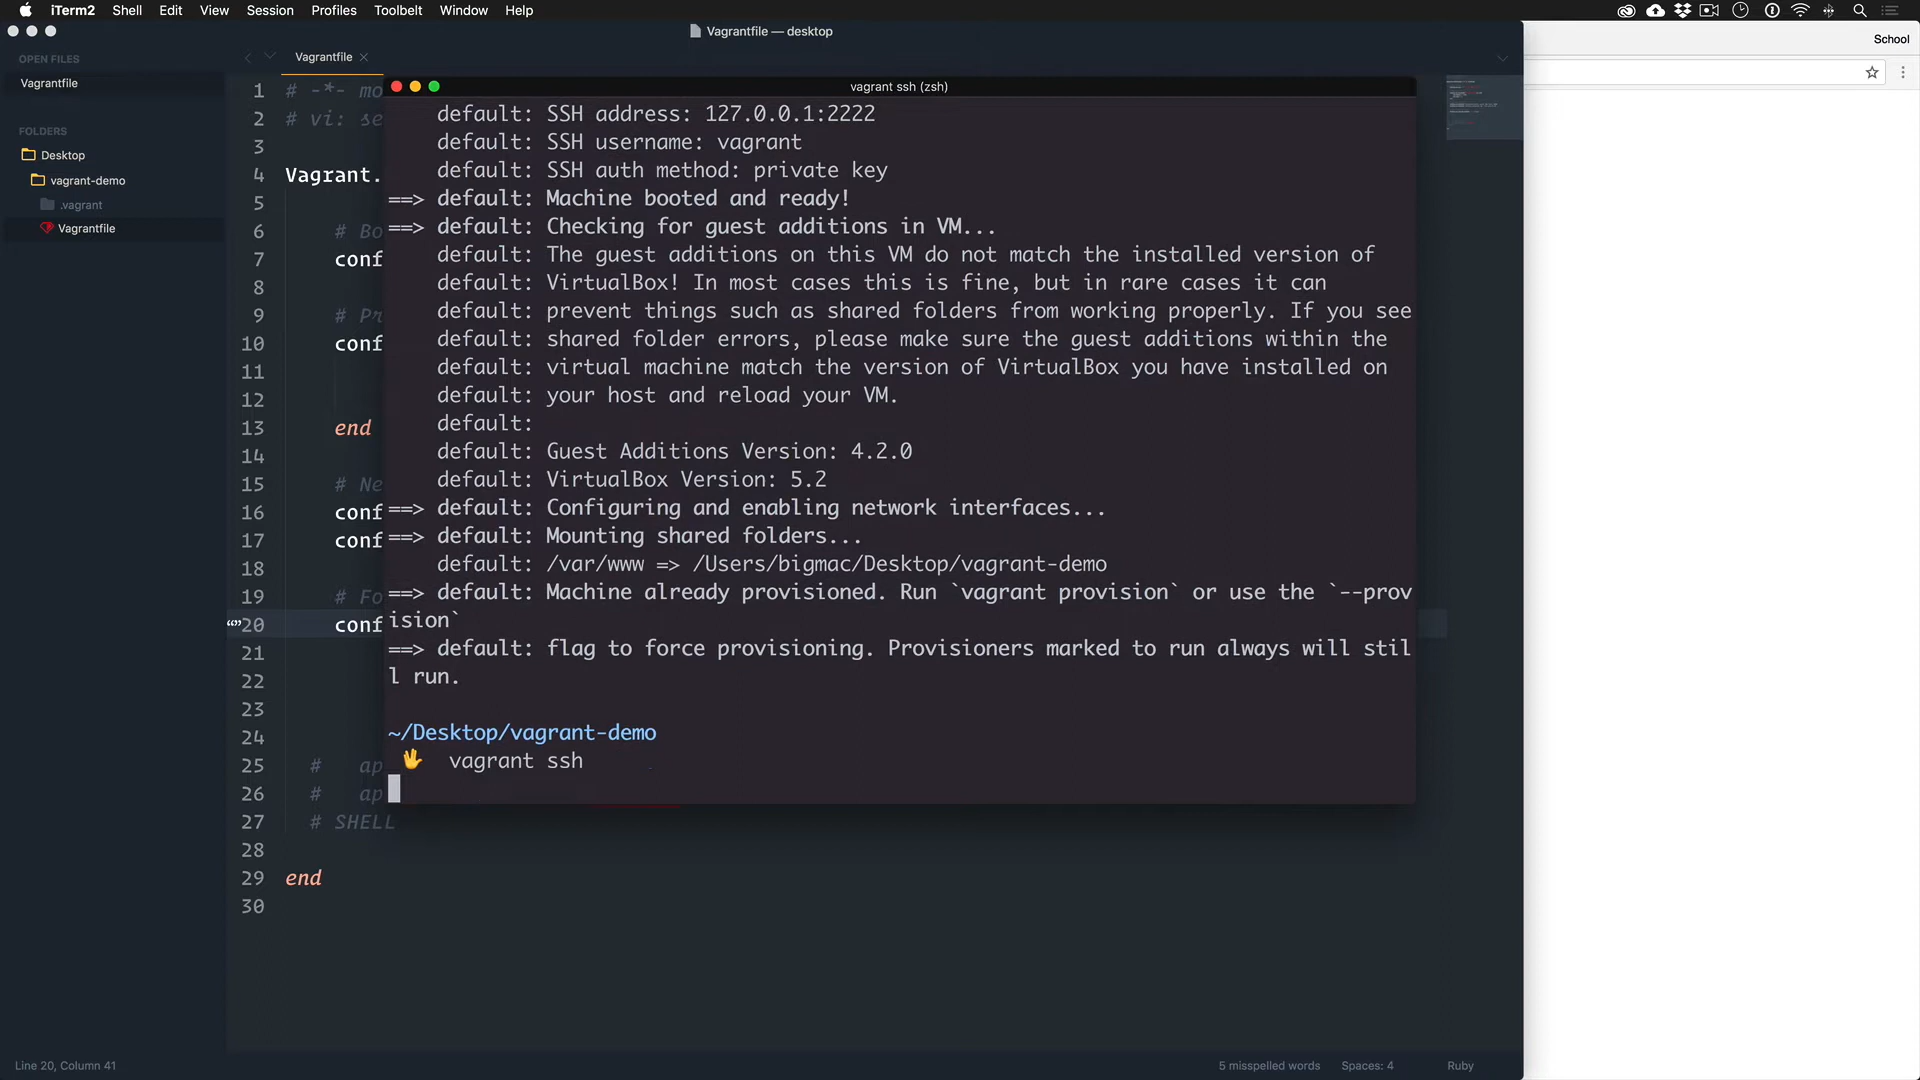 iTerm2 Shell Edit View Session Profiles Toolbelt Window Help
Vagrantfile — desktop
School
OPEN FILES
Vagrantfile
FOLDERS
Desktop
vagrant-demo
.vagrant
Vagrantfile
Vagrantfile
1 # -*- mo
2 # vi: se
3
4 Vagrant.
5
6 # Bo
7 conf
8
9 # Pr
10 conf
11
12
13 end
14
15 # Ne
16 conf
17 conf
18
19 # Fo
“”20 conf
21
22
23
24
25 # ap
26 # ap
27 # SHELL
28
29 end
30
vagrant ssh (zsh)
default: SSH address: 127.0.0.1:2222
default: SSH username: vagrant
default: SSH auth method: private key
==> default: Machine booted and ready!
==> default: Checking for guest additions in VM...
default: The guest additions on this VM do not match the installed version of
default: VirtualBox! In most cases this is fine, but in rare cases it can
default: prevent things such as shared folders from working properly. If you see
default: shared folder errors, please make sure the guest additions within the
default: virtual machine match the version of VirtualBox you have installed on
default: your host and reload your VM.
default:
default: Guest Additions Version: 4.2.0
default: VirtualBox Version: 5.2
==> default: Configuring and enabling network interfaces...
==> default: Mounting shared folders...
default: /var/www => /Users/bigmac/Desktop/vagrant-demo
==> default: Machine already provisioned. Run `vagrant provision` or use the `--prov
ision`
==> default: flag to force provisioning. Provisioners marked to run always will stil
l run.
~/Desktop/vagrant-demo
🖖 vagrant ssh
Line 20, Column 41
5 misspelled words
Spaces: 4
Ruby